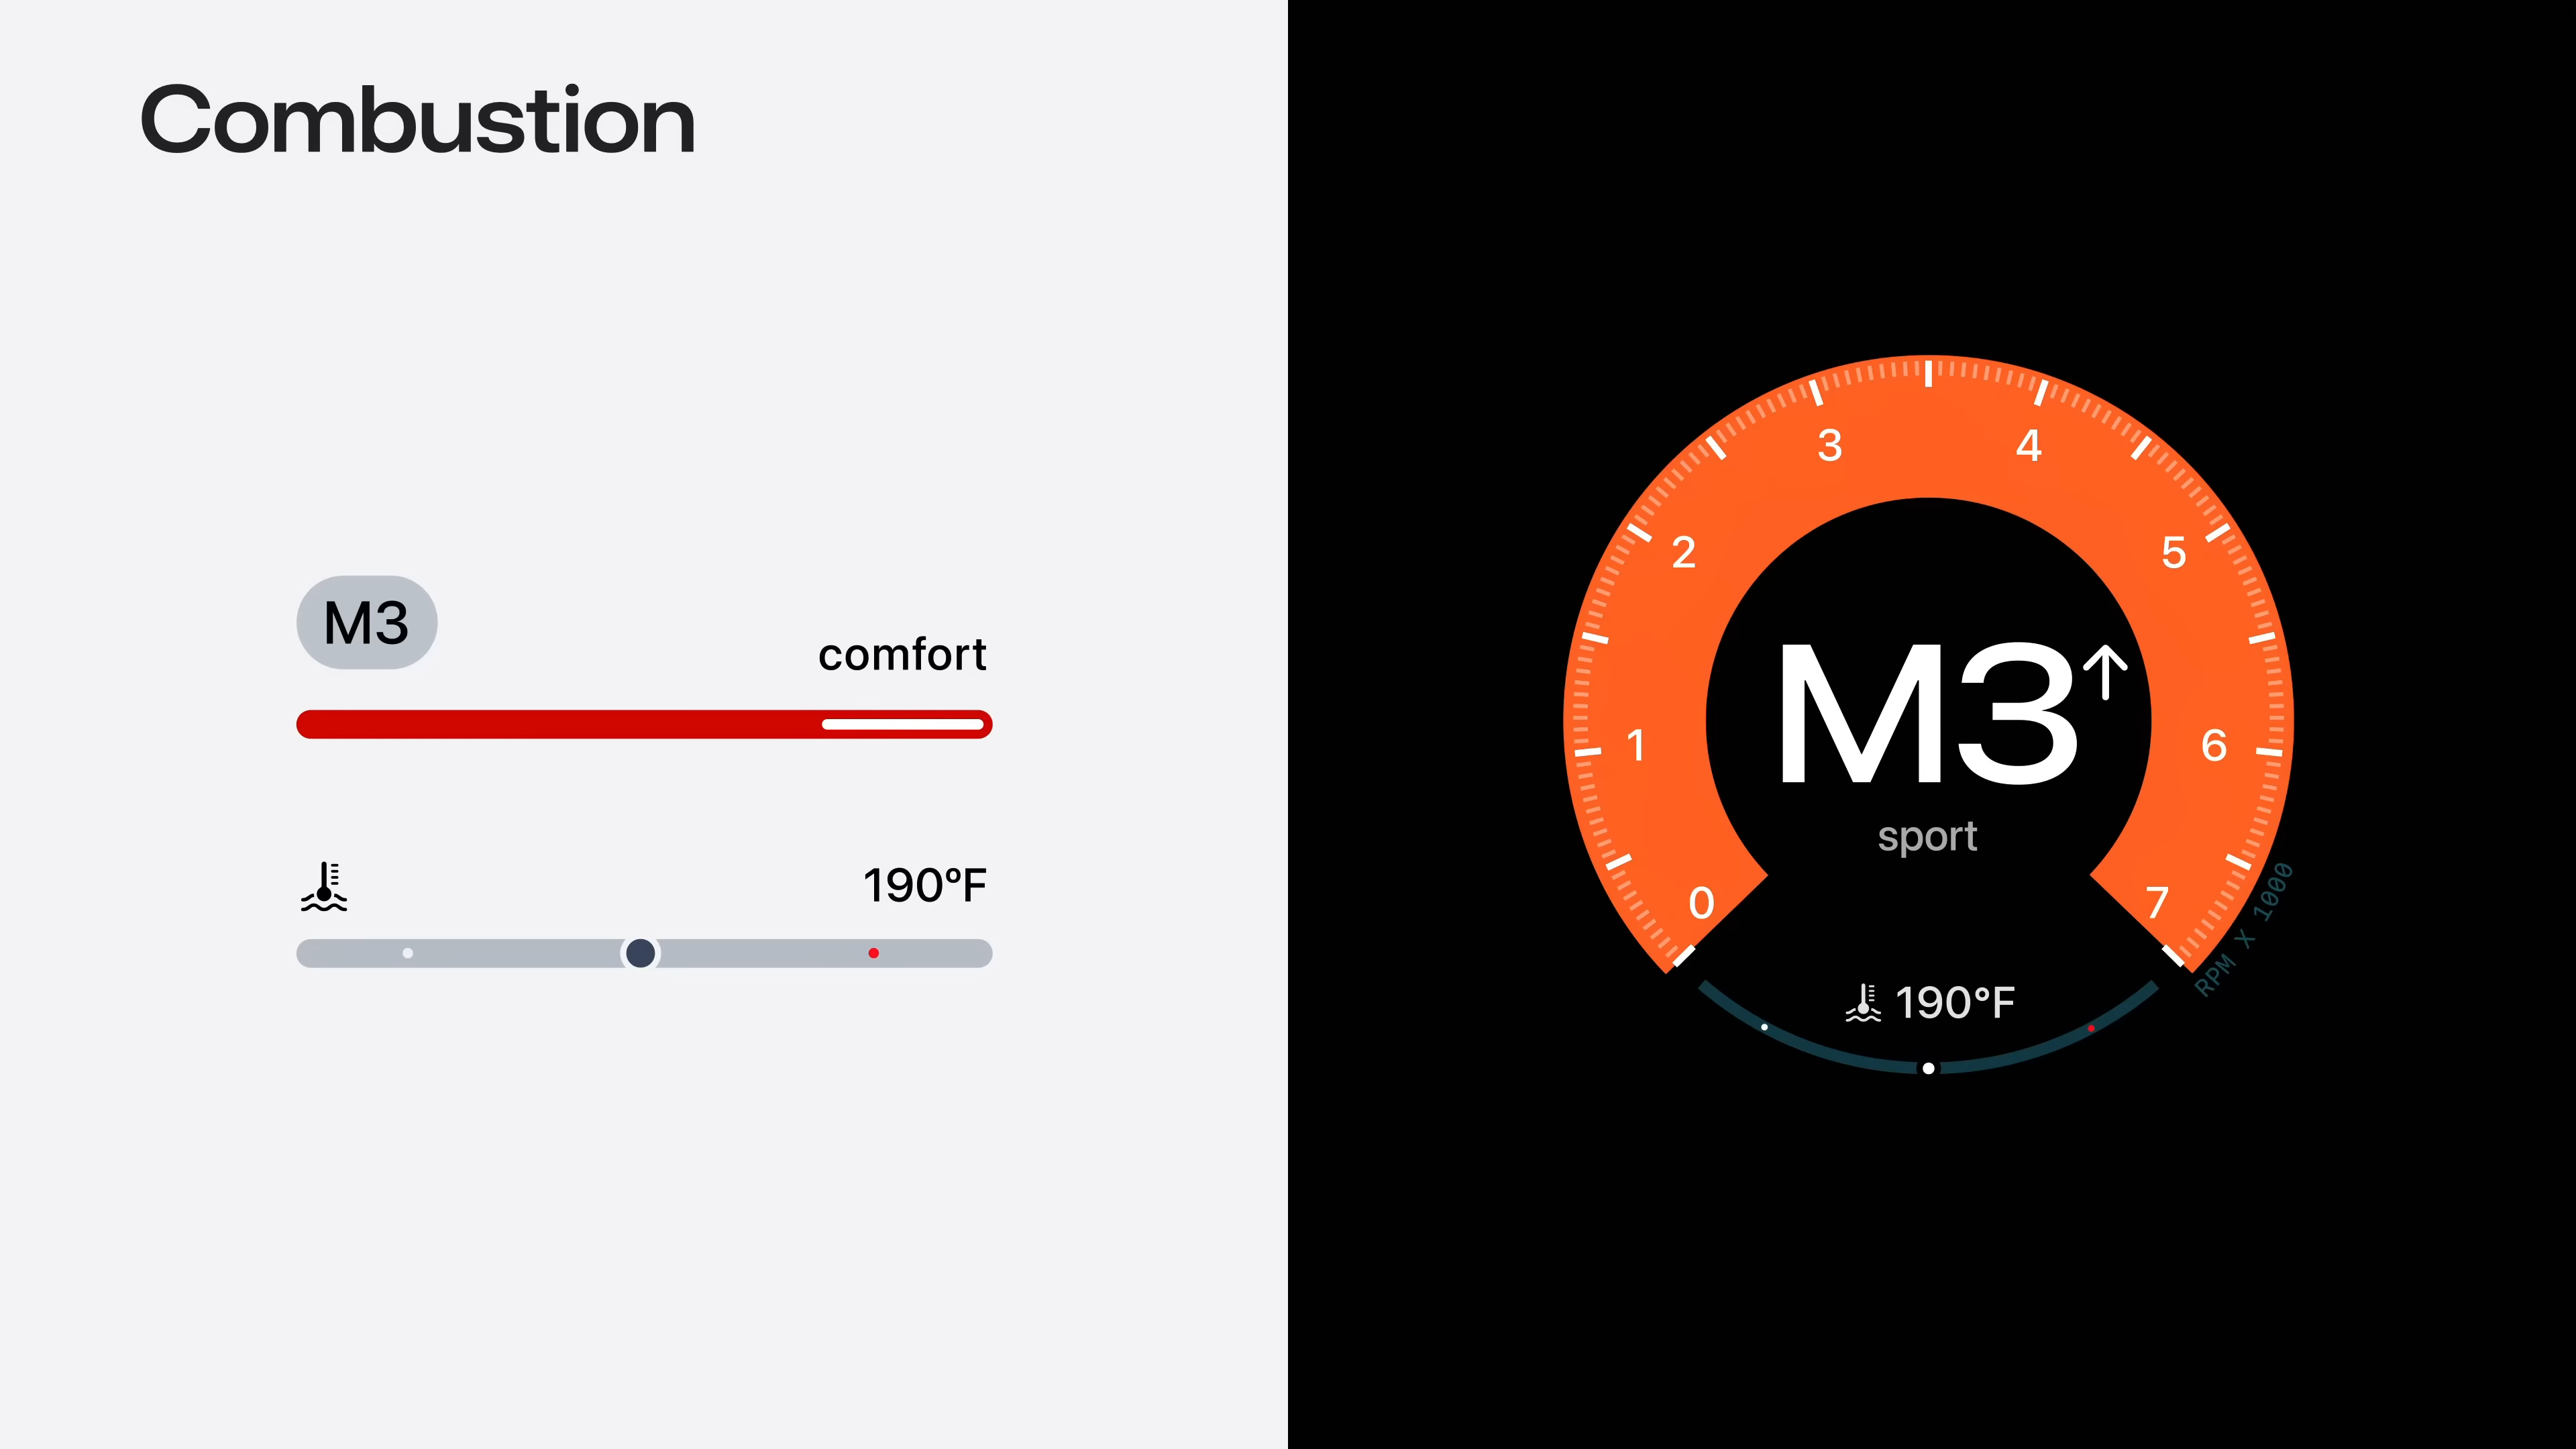 Combustion
M3
comfort
190°F
3
4
2
5
M3↑
1
6
sport
0
7
RPM X 1000
190°F